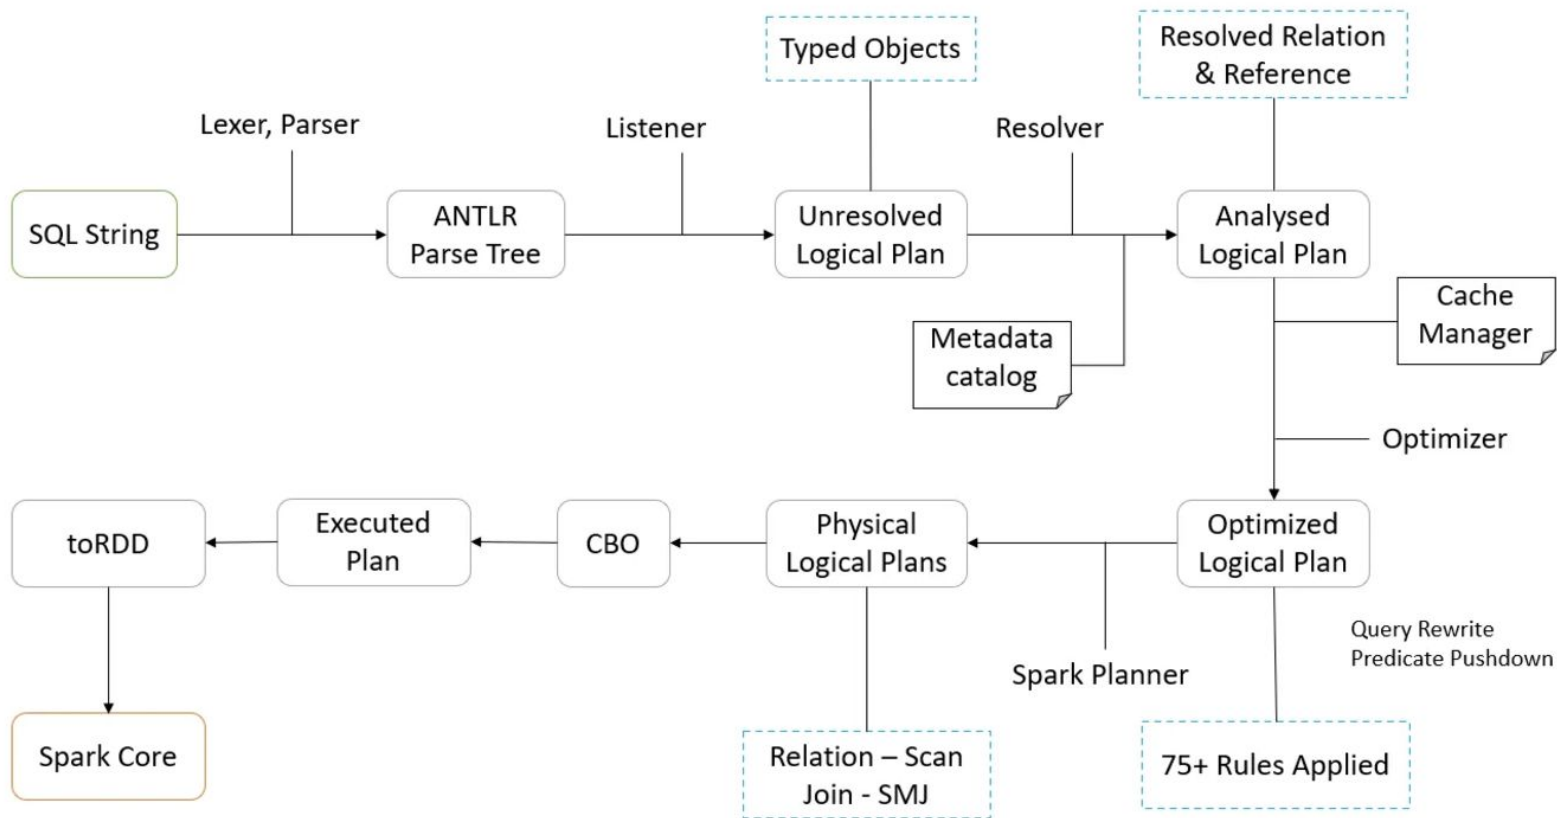 Typed Objects
Resolved Relation
& Reference
Lexer, Parser
Listener
Resolver
SQL String
ANTLR
Parse Tree
Unresolved
Logical Plan
Analysed
Logical Plan
Metadata
catalog
Cache
Manager
Optimizer
toRDD
Executed
Plan
CBO
Physical
Logical Plans
Optimized
Logical Plan
Query Rewrite
Predicate Pushdown
Spark Planner
Spark Core
Relation – Scan
Join - SMJ
75+ Rules Applied